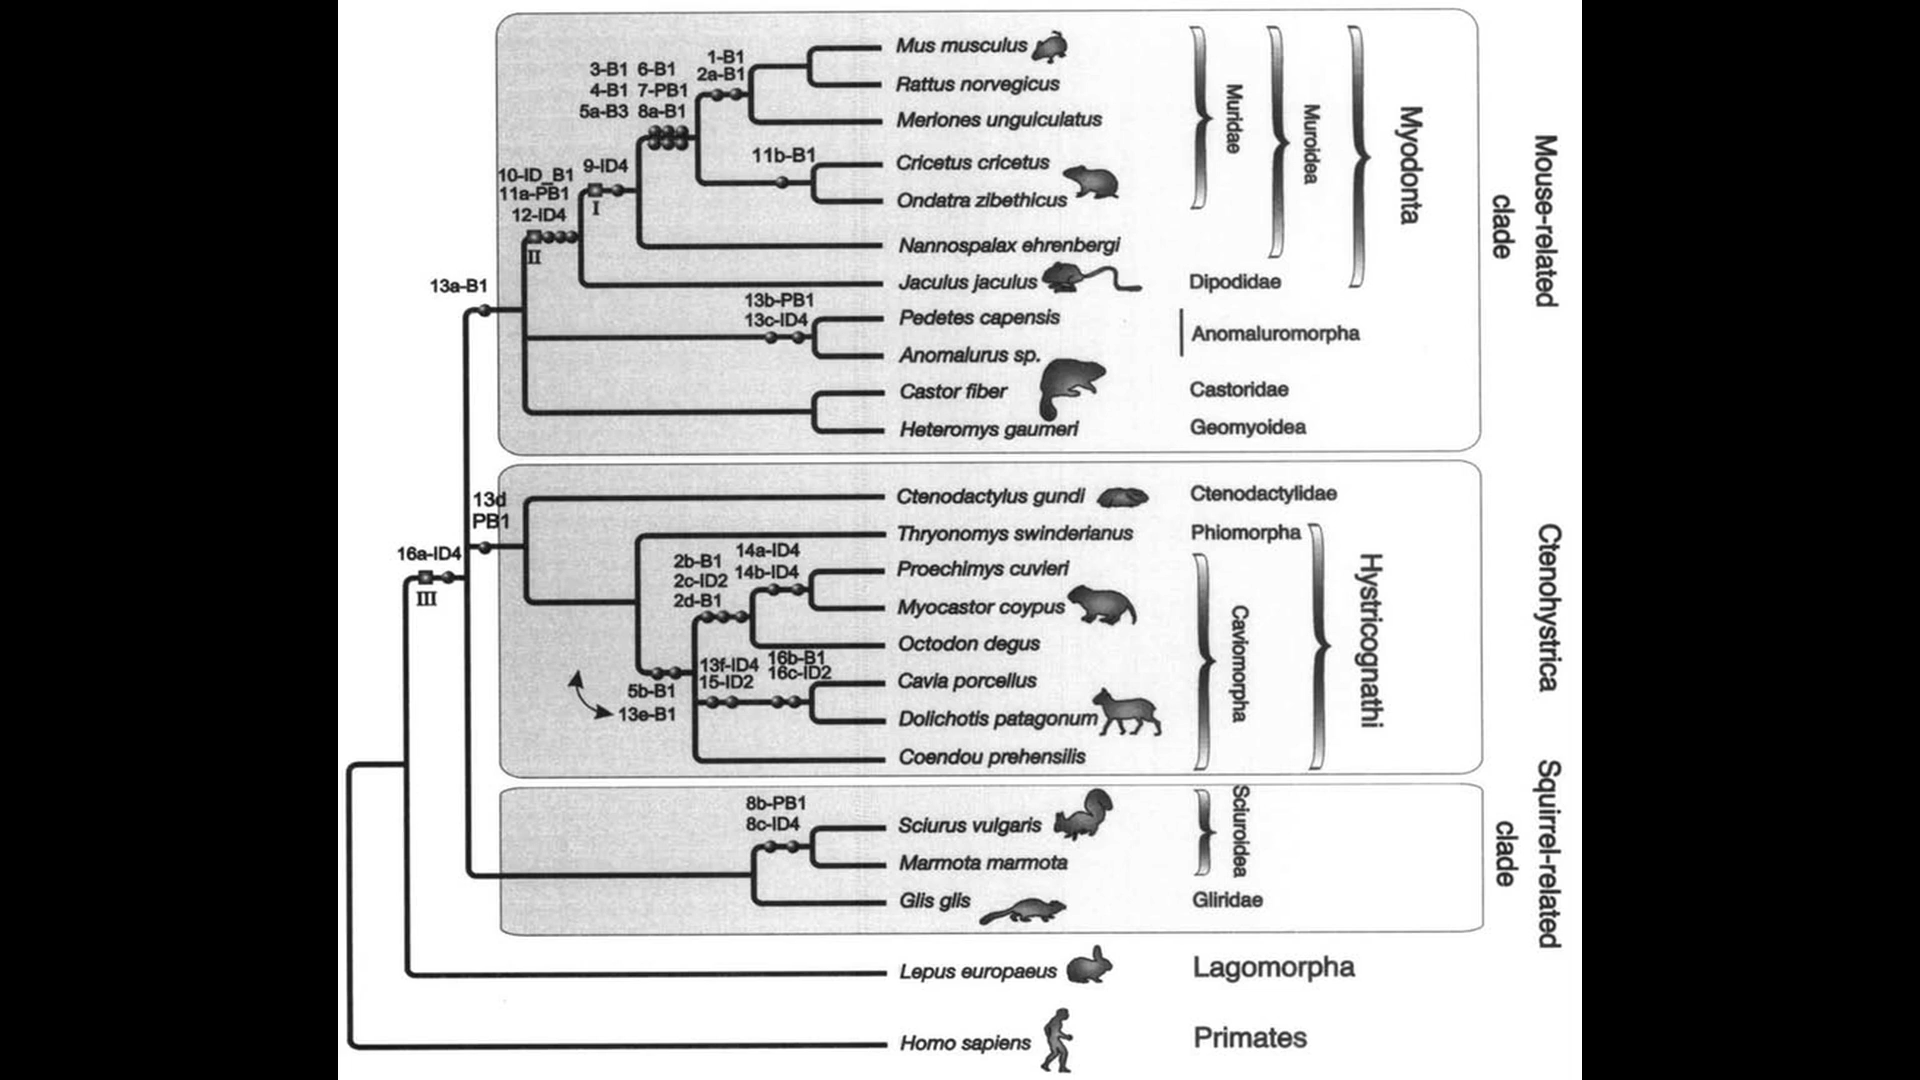 Mus musculus
Rattus norvegicus
Meriones unguiculatus
Cricetus cricetus
Ondatra zibethicus
Nannospalax ehrenbergi
Jaculus jaculus
Pedetes capensis
Anomalurus sp.
Castor fiber
Heteromys gaumeri
Ctenodactylus gundi
Thryonomys swinderianus
Proechimys cuvieri
Myocastor coypus
Octodon degus
Cavia porcellus
Dolichotis patagonum
Coendou prehensilis
Sciurus vulgaris
Marmota marmota
Glis glis
Lepus europaeus
Homo sapiens
1-B1
2a-B1
3-B1 6-B1
4-B1 7-PB1
5a-B3 8a-B1
11b-B1
9-ID4
I
10-ID_B1
11a-PB1
12-ID4
II
13a-B1
13b-PB1
13c-ID4
13d
PB1
16a-ID4
III
14a-ID4
14b-ID4
2b-B1
2c-ID2
2d-B1
13f-ID4
15-ID2
16b-B1
16c-ID2
5b-B1
13e-B1
8b-PB1
8c-ID4
Muridae
Muroidea
Myodonta
Dipodidae
Anomaluromorpha
Castoridae
Geomyoidea
Mouse-related
clade
Ctenodactylidae
Phiomorpha
Caviomorpha
Hystricognathi
Ctenohystrica
Sciuroidea
Gliridae
Squirrel-related
clade
Lagomorpha
Primates